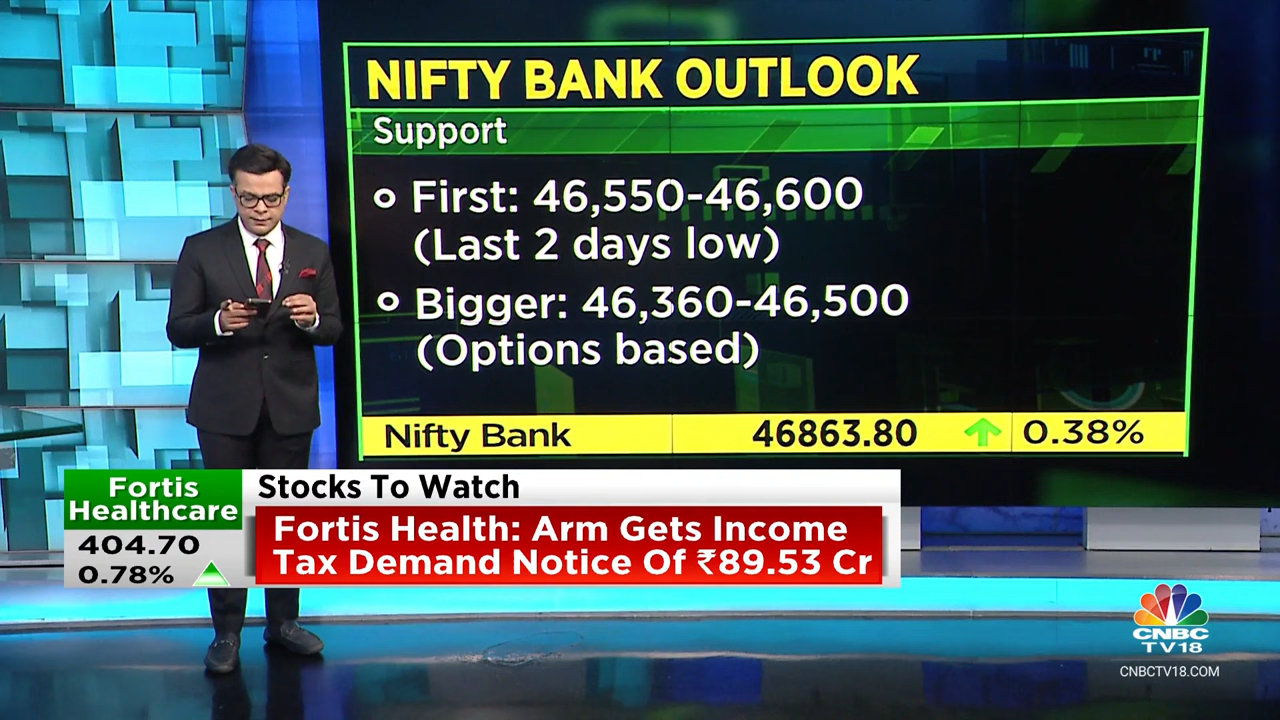 NIFTY BANK OUTLOOK
Support
First: 46,550-46,600
(Last 2 days low)
Bigger: 46,360-46,500
(Options based)
Nifty Bank 46863.80 0.38%
Fortis
Healthcare
404.70
0.78%
Stocks To Watch
Fortis Health: Arm Gets Income
Tax Demand Notice Of ₹89.53 Cr
CNBC
TV18
CNBCTV18.COM